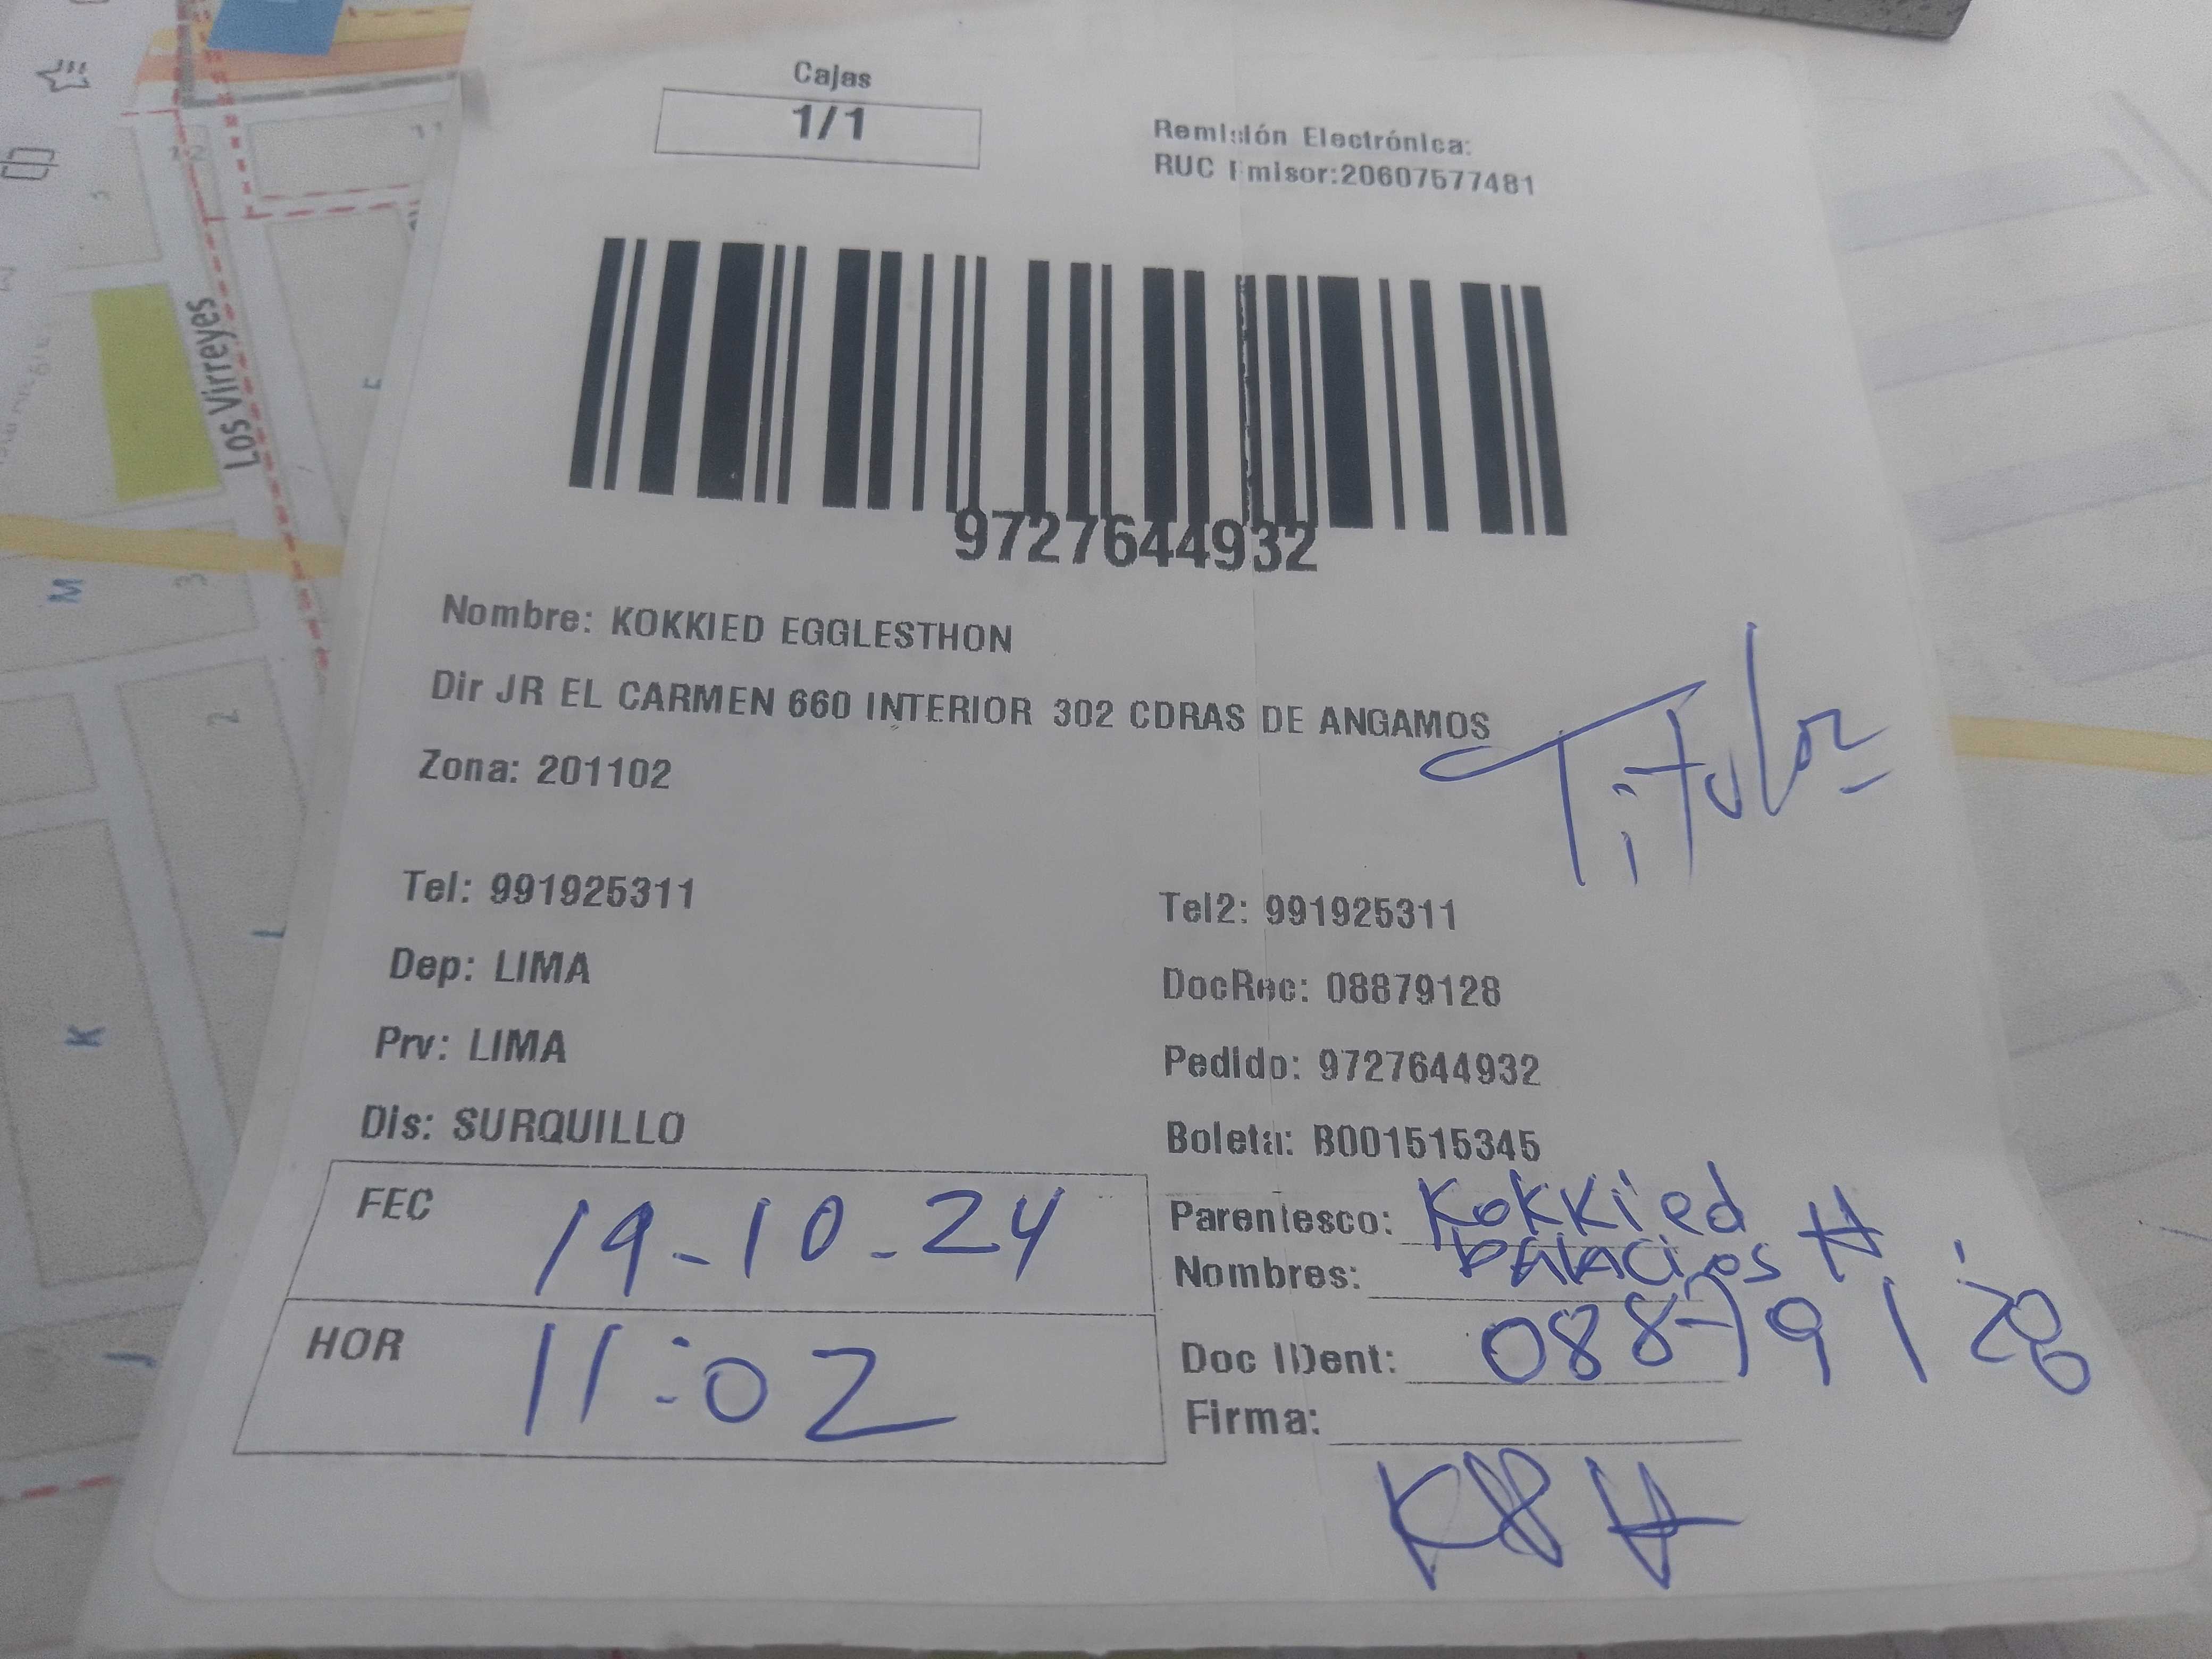 Cajas
1/1
Remisión Electrónica:
RUC Emisor:20607577481
9727644932
Nombre: KOKKIED EGGLESTHON
Dir JR EL CARMEN 660 INTERIOR 302 CDRAS DE ANGAMOS
Zona: 201102
Titular
Tel: 991925311
Tel2: 991925311
Dep: LIMA
DocRec: 08879128
Prv: LIMA
Pedido: 9727644932
Dis: SURQUILLO
Boleta: B001515345
FEC 19-10-24
Parentesco: Kokkied
Nombres: PALACIOS H
HOR 11:02
Doc IDent: 08879128
Firma:
Los Virreyes
M
3
2
L
K
J